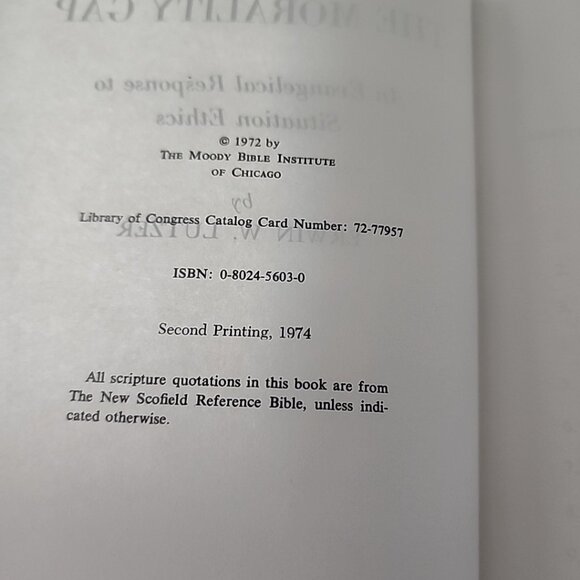 THE MORALITY GAP
An Evangelical Response to
Situation Ethics
© 1972 by
THE MOODY BIBLE INSTITUTE
OF CHICAGO
by
Library of Congress Catalog Card Number: 72-77957
ERWIN W. LUTZER
ISBN: 0-8024-5603-0
Second Printing, 1974
All scripture quotations in this book are from
The New Scofield Reference Bible, unless indi-
cated otherwise.